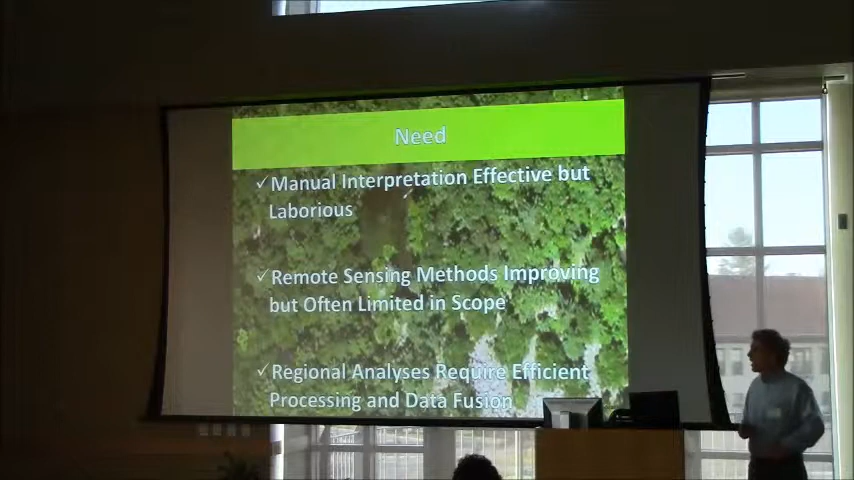 Need
✓ Manual Interpretation Effective but
Laborious
✓ Remote Sensing Methods Improving
but Often Limited in Scope
✓ Regional Analyses Require Efficient
Processing and Data Fusion